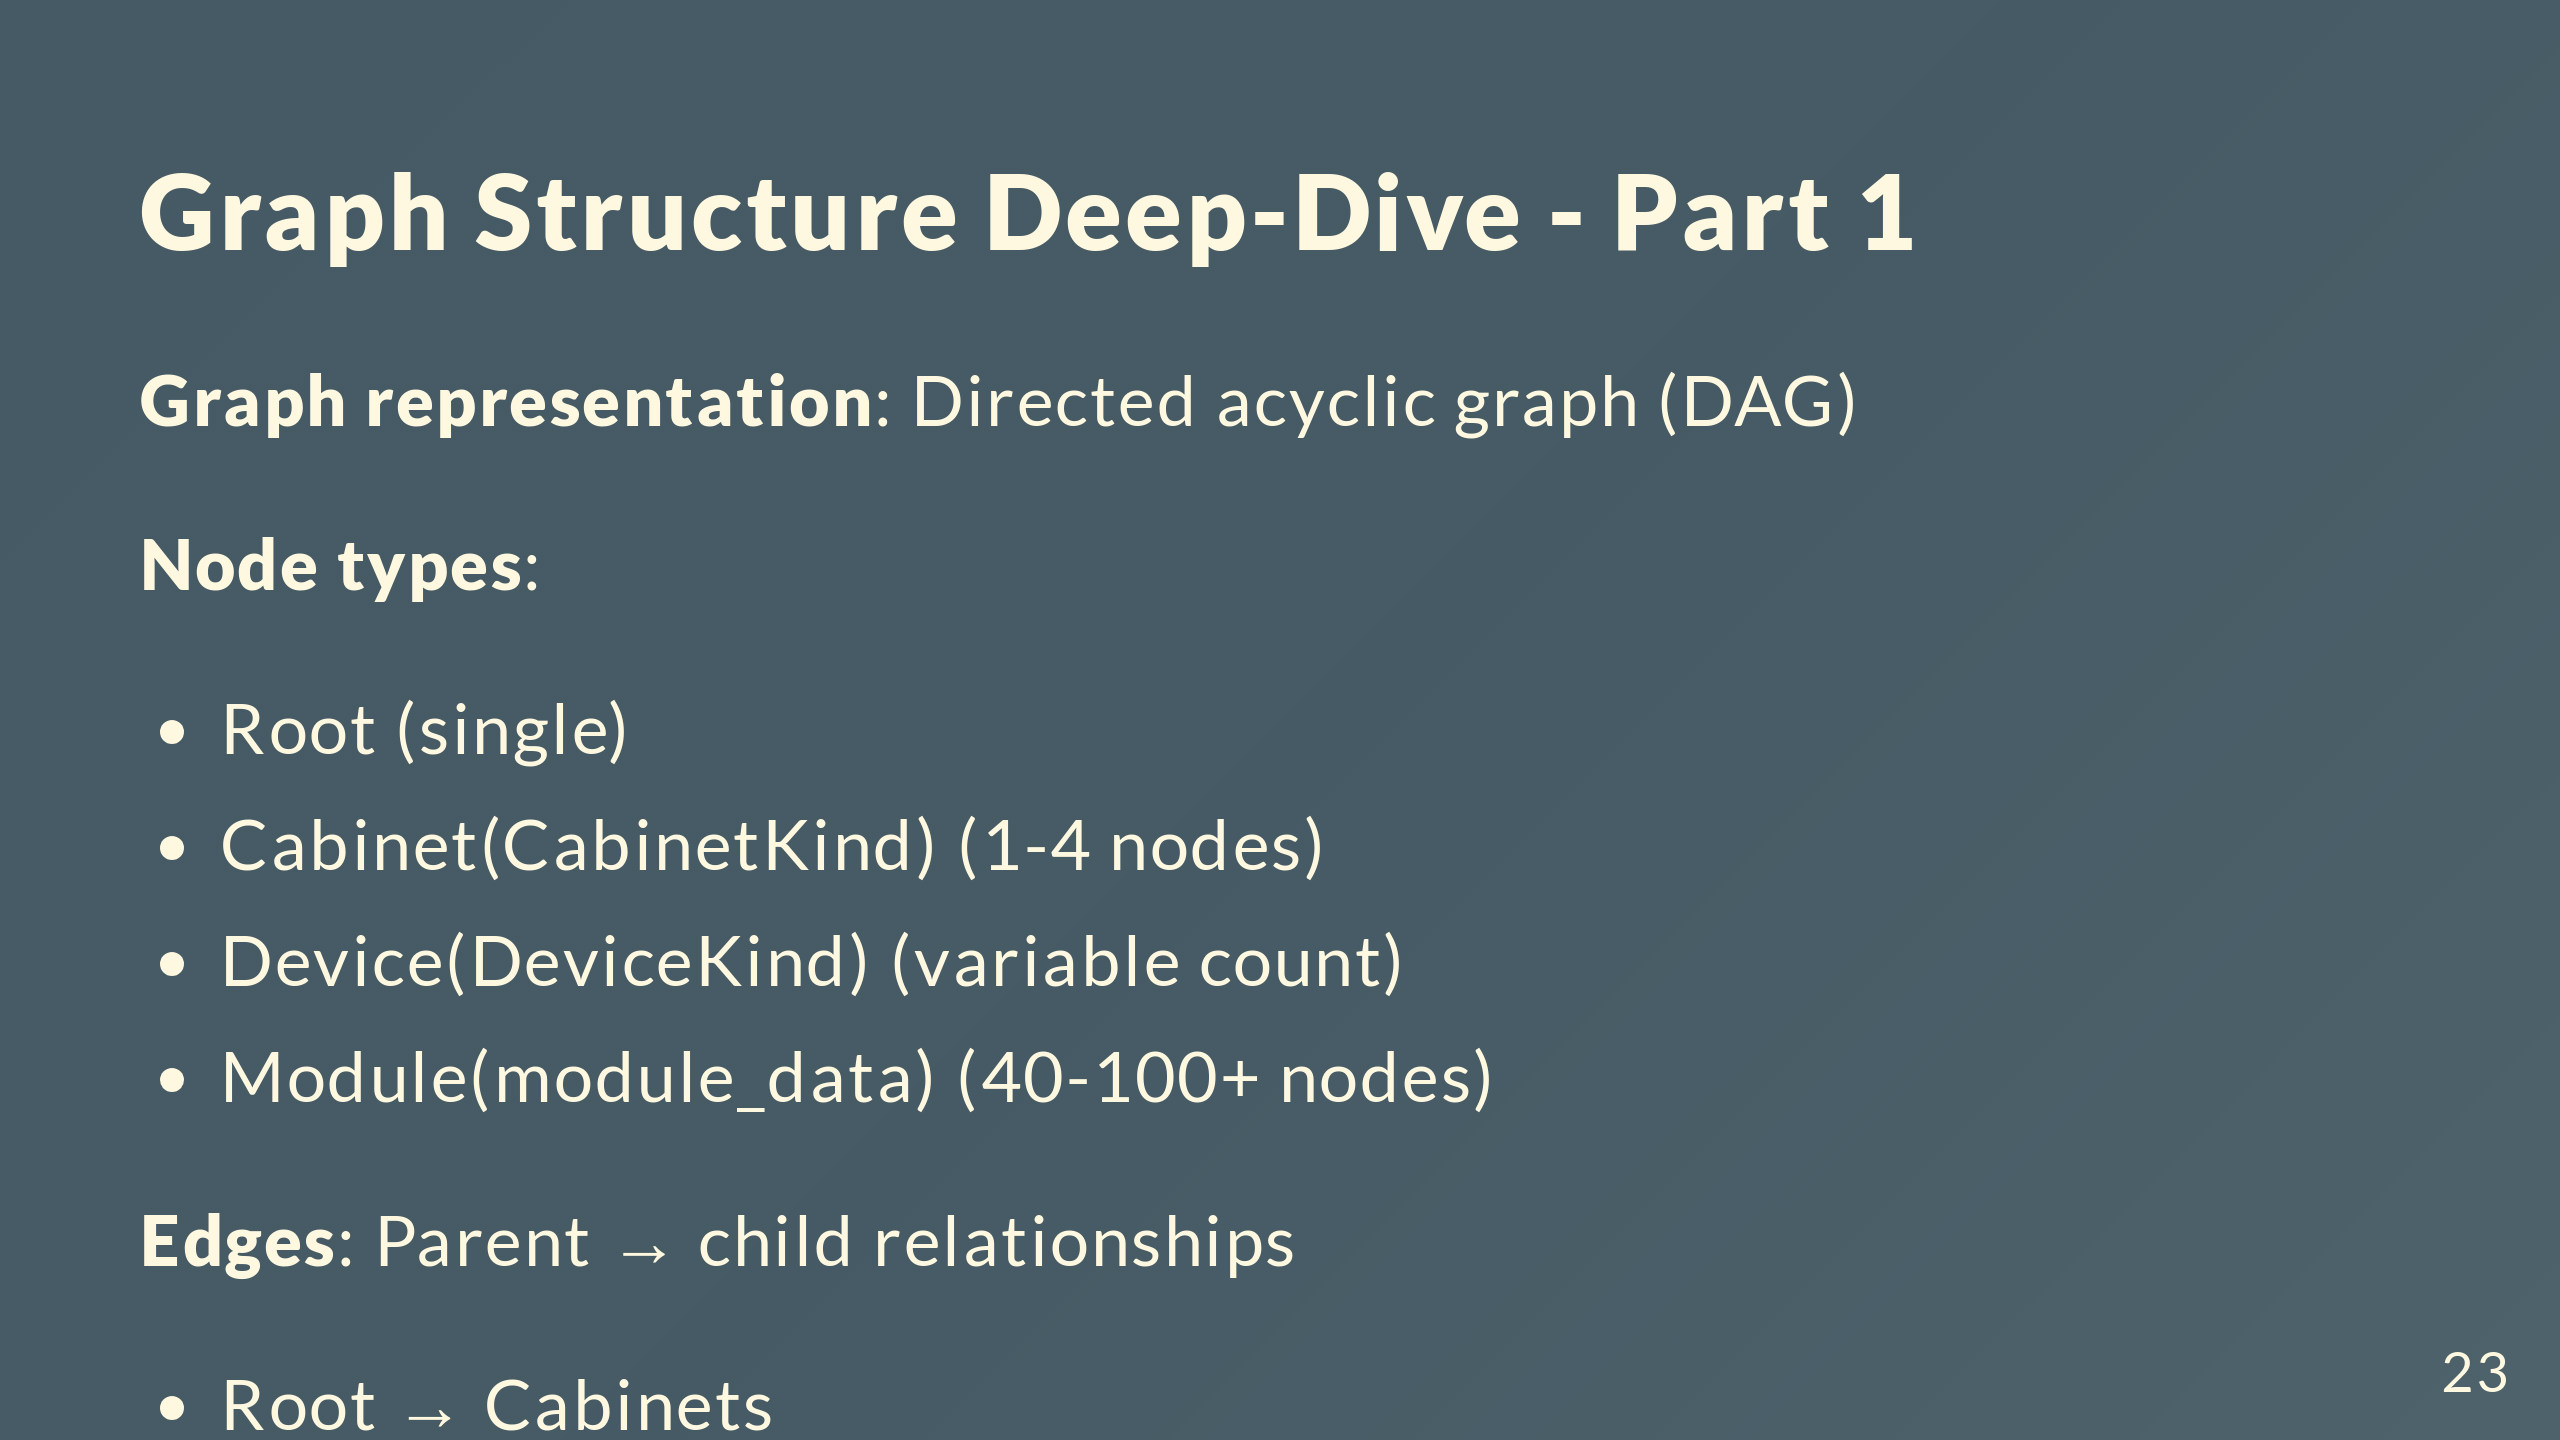 Graph Structure Deep-Dive - Part 1
Graph representation: Directed acyclic graph (DAG)
Node types:
• Root (single)
• Cabinet(CabinetKind) (1-4 nodes)
• Device(DeviceKind) (variable count)
• Module(module_data) (40-100+ nodes)
Edges: Parent → child relationships
• Root → Cabinets
23